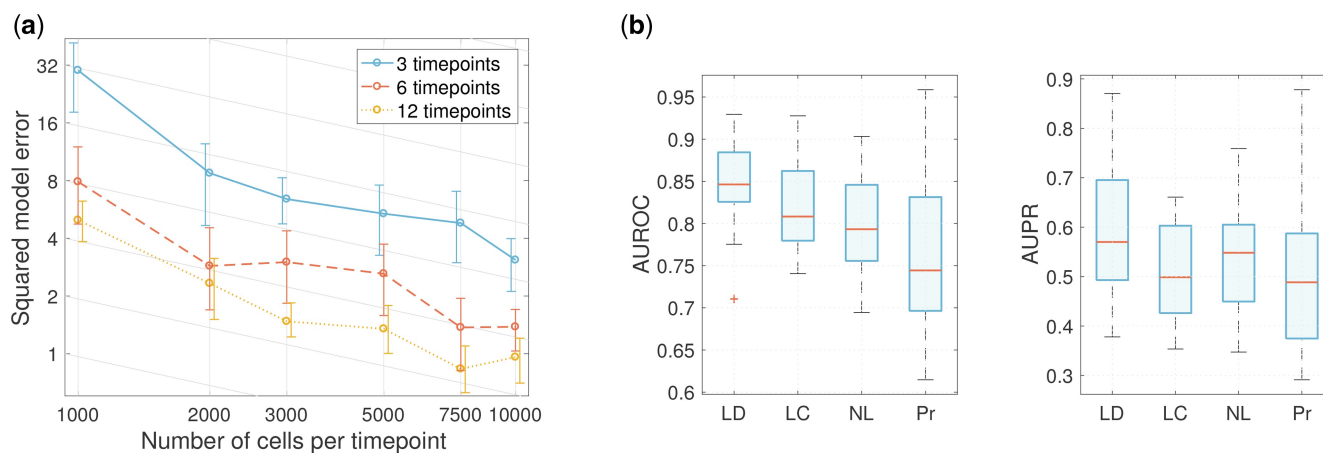 (a)
Squared model error
32
16
8
4
2
1
3 timepoints
6 timepoints
12 timepoints
1000 2000 3000 5000 7500 10000
Number of cells per timepoint
(b)
AUROC
0.95
0.9
0.85
0.8
0.75
0.7
0.65
0.6
LD LC NL Pr
AUPR
0.9
0.8
0.7
0.6
0.5
0.4
0.3
LD LC NL Pr